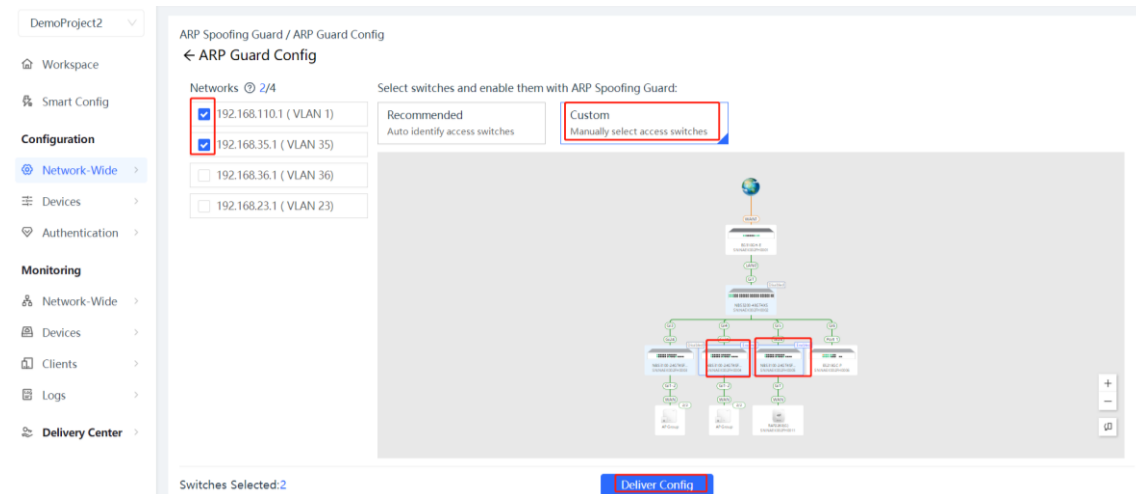 DemoProject2
Workspace
Smart Config
Configuration
Network-Wide
Devices
Authentication
Monitoring
Network-Wide
Devices
Clients
Logs
Delivery Center
ARP Spoofing Guard / ARP Guard Config
← ARP Guard Config
Networks 2/4
192.168.110.1 ( VLAN 1)
192.168.35.1 ( VLAN 35)
192.168.36.1 ( VLAN 36)
192.168.23.1 ( VLAN 23)
Select switches and enable them with ARP Spoofing Guard:
Recommended
Auto identify access switches
Custom
Manually select access switches
AP Group
AP Group
Switches Selected:2
Deliver Config